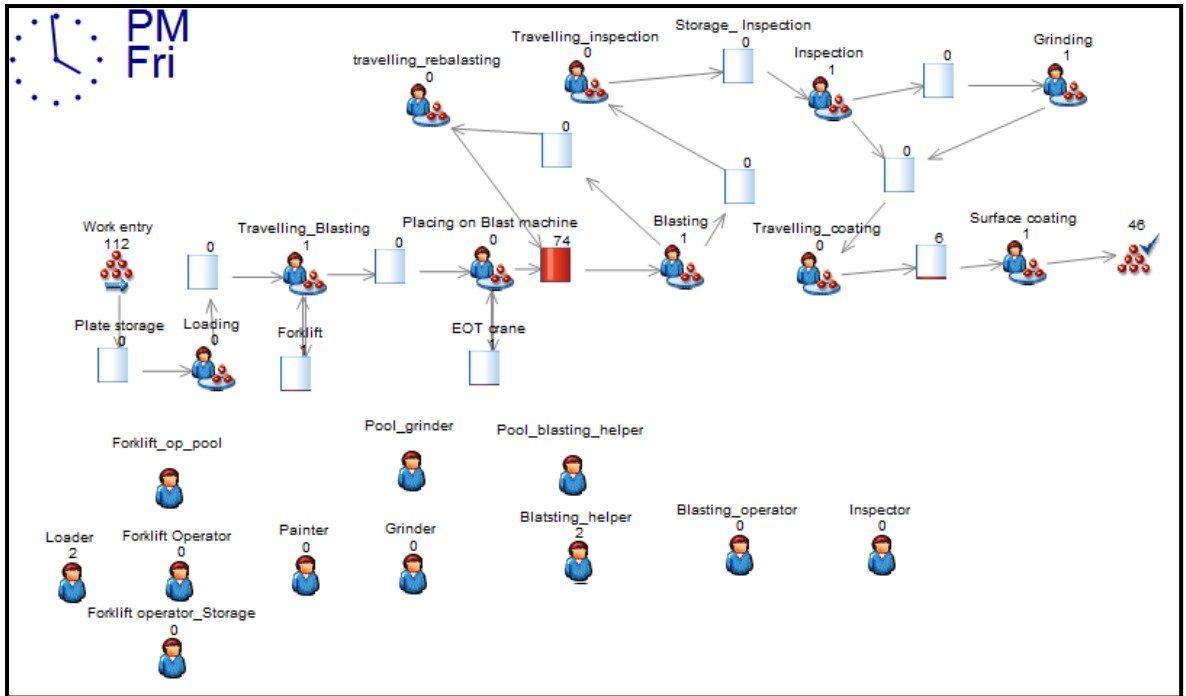 PM
Fri
Storage_ Inspection
0
Travelling_inspection
0
Grinding
1
Inspection
1
0
travelling_rebalasting
0
0
0
0
Work entry
112
0
Travelling_Blasting
1
0
Placing on Blast machine
0
74
Blasting
1
Travelling_coating
0
6
Surface coating
1
46
Plate storage
0
Loading
0
Forklift
1
EOT crane
1
Forklift_op_pool
Pool_grinder
Pool_blasting_helper
Loader
2
Forklift Operator
0
Painter
0
Grinder
0
Blatsting_helper
2
Blasting_operator
0
Inspector
0
Forklift operator_Storage
0